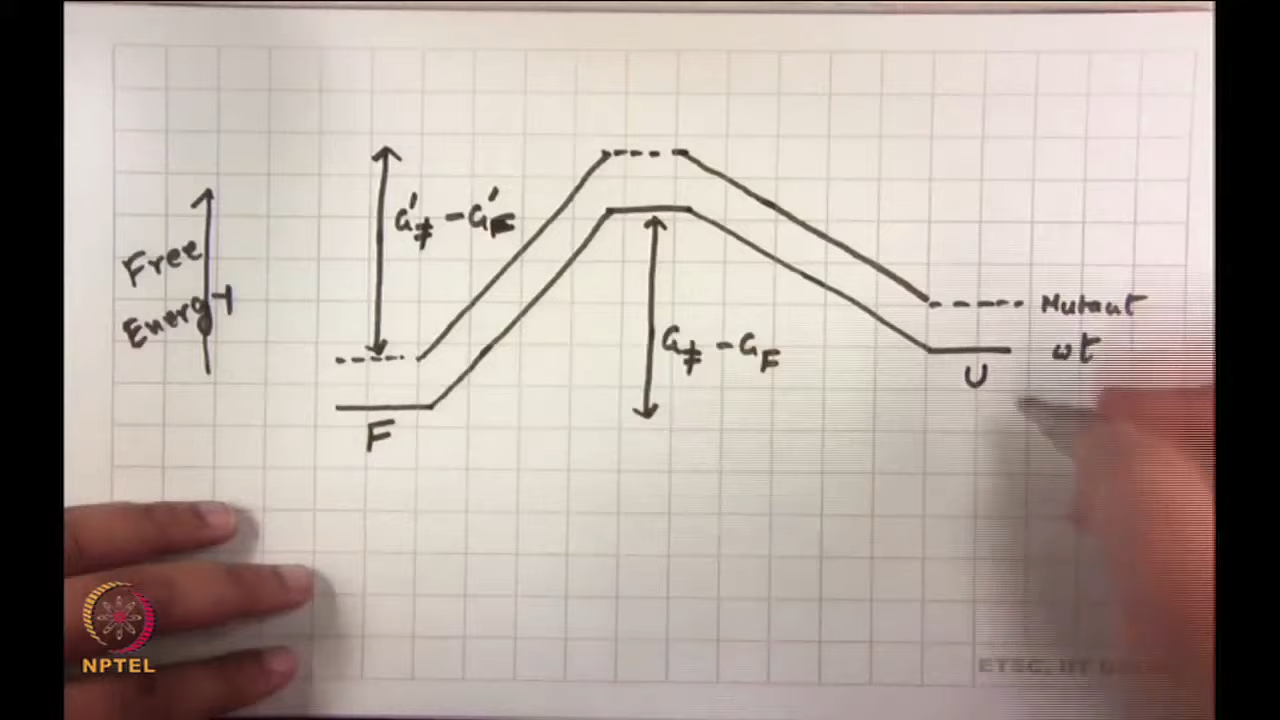 G'‡ - G'F
Free
Energy
Mutant
G‡ - GF
wt
U
F
NPTEL